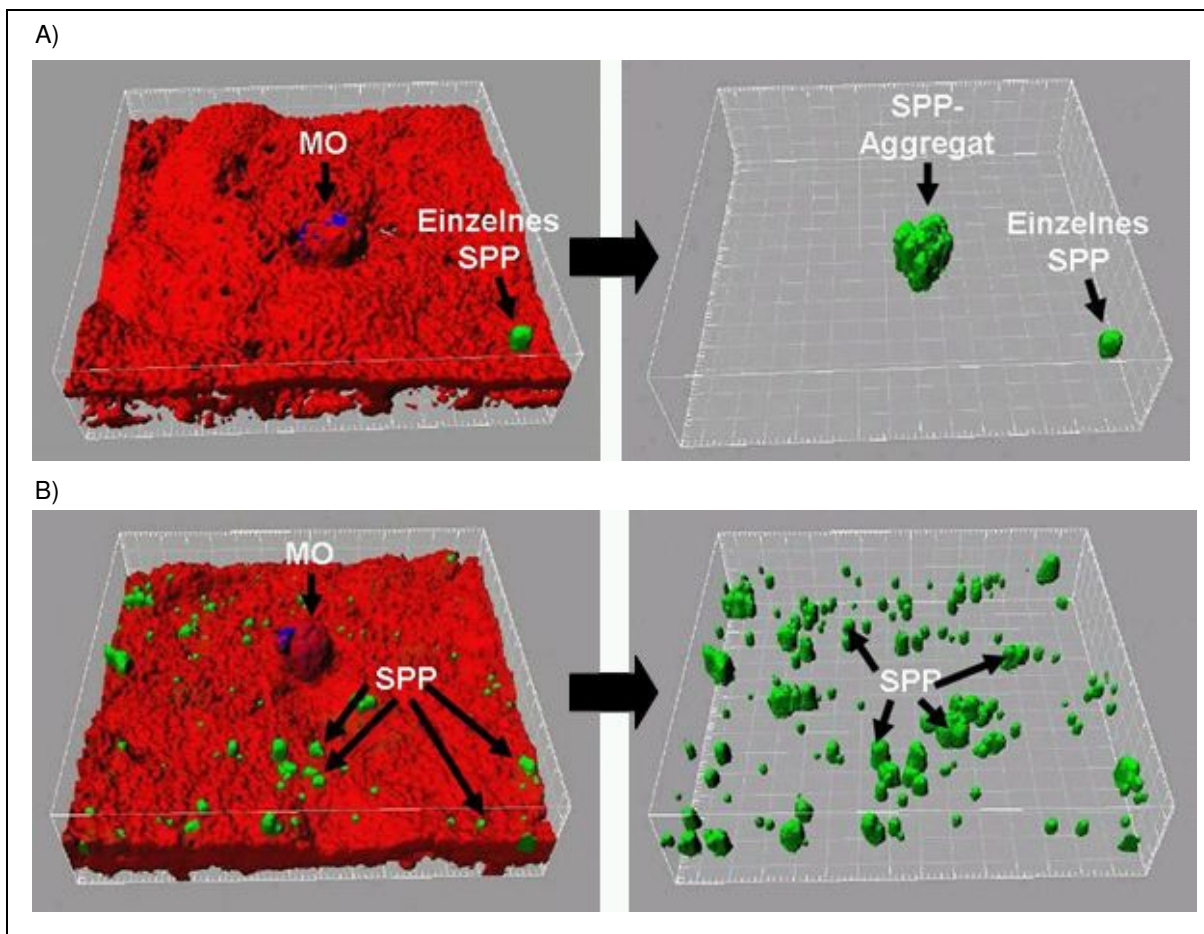 A)
MO
Einzelnes
SPP
SPP-
Aggregat
Einzelnes
SPP
B)
MO
SPP
SPP